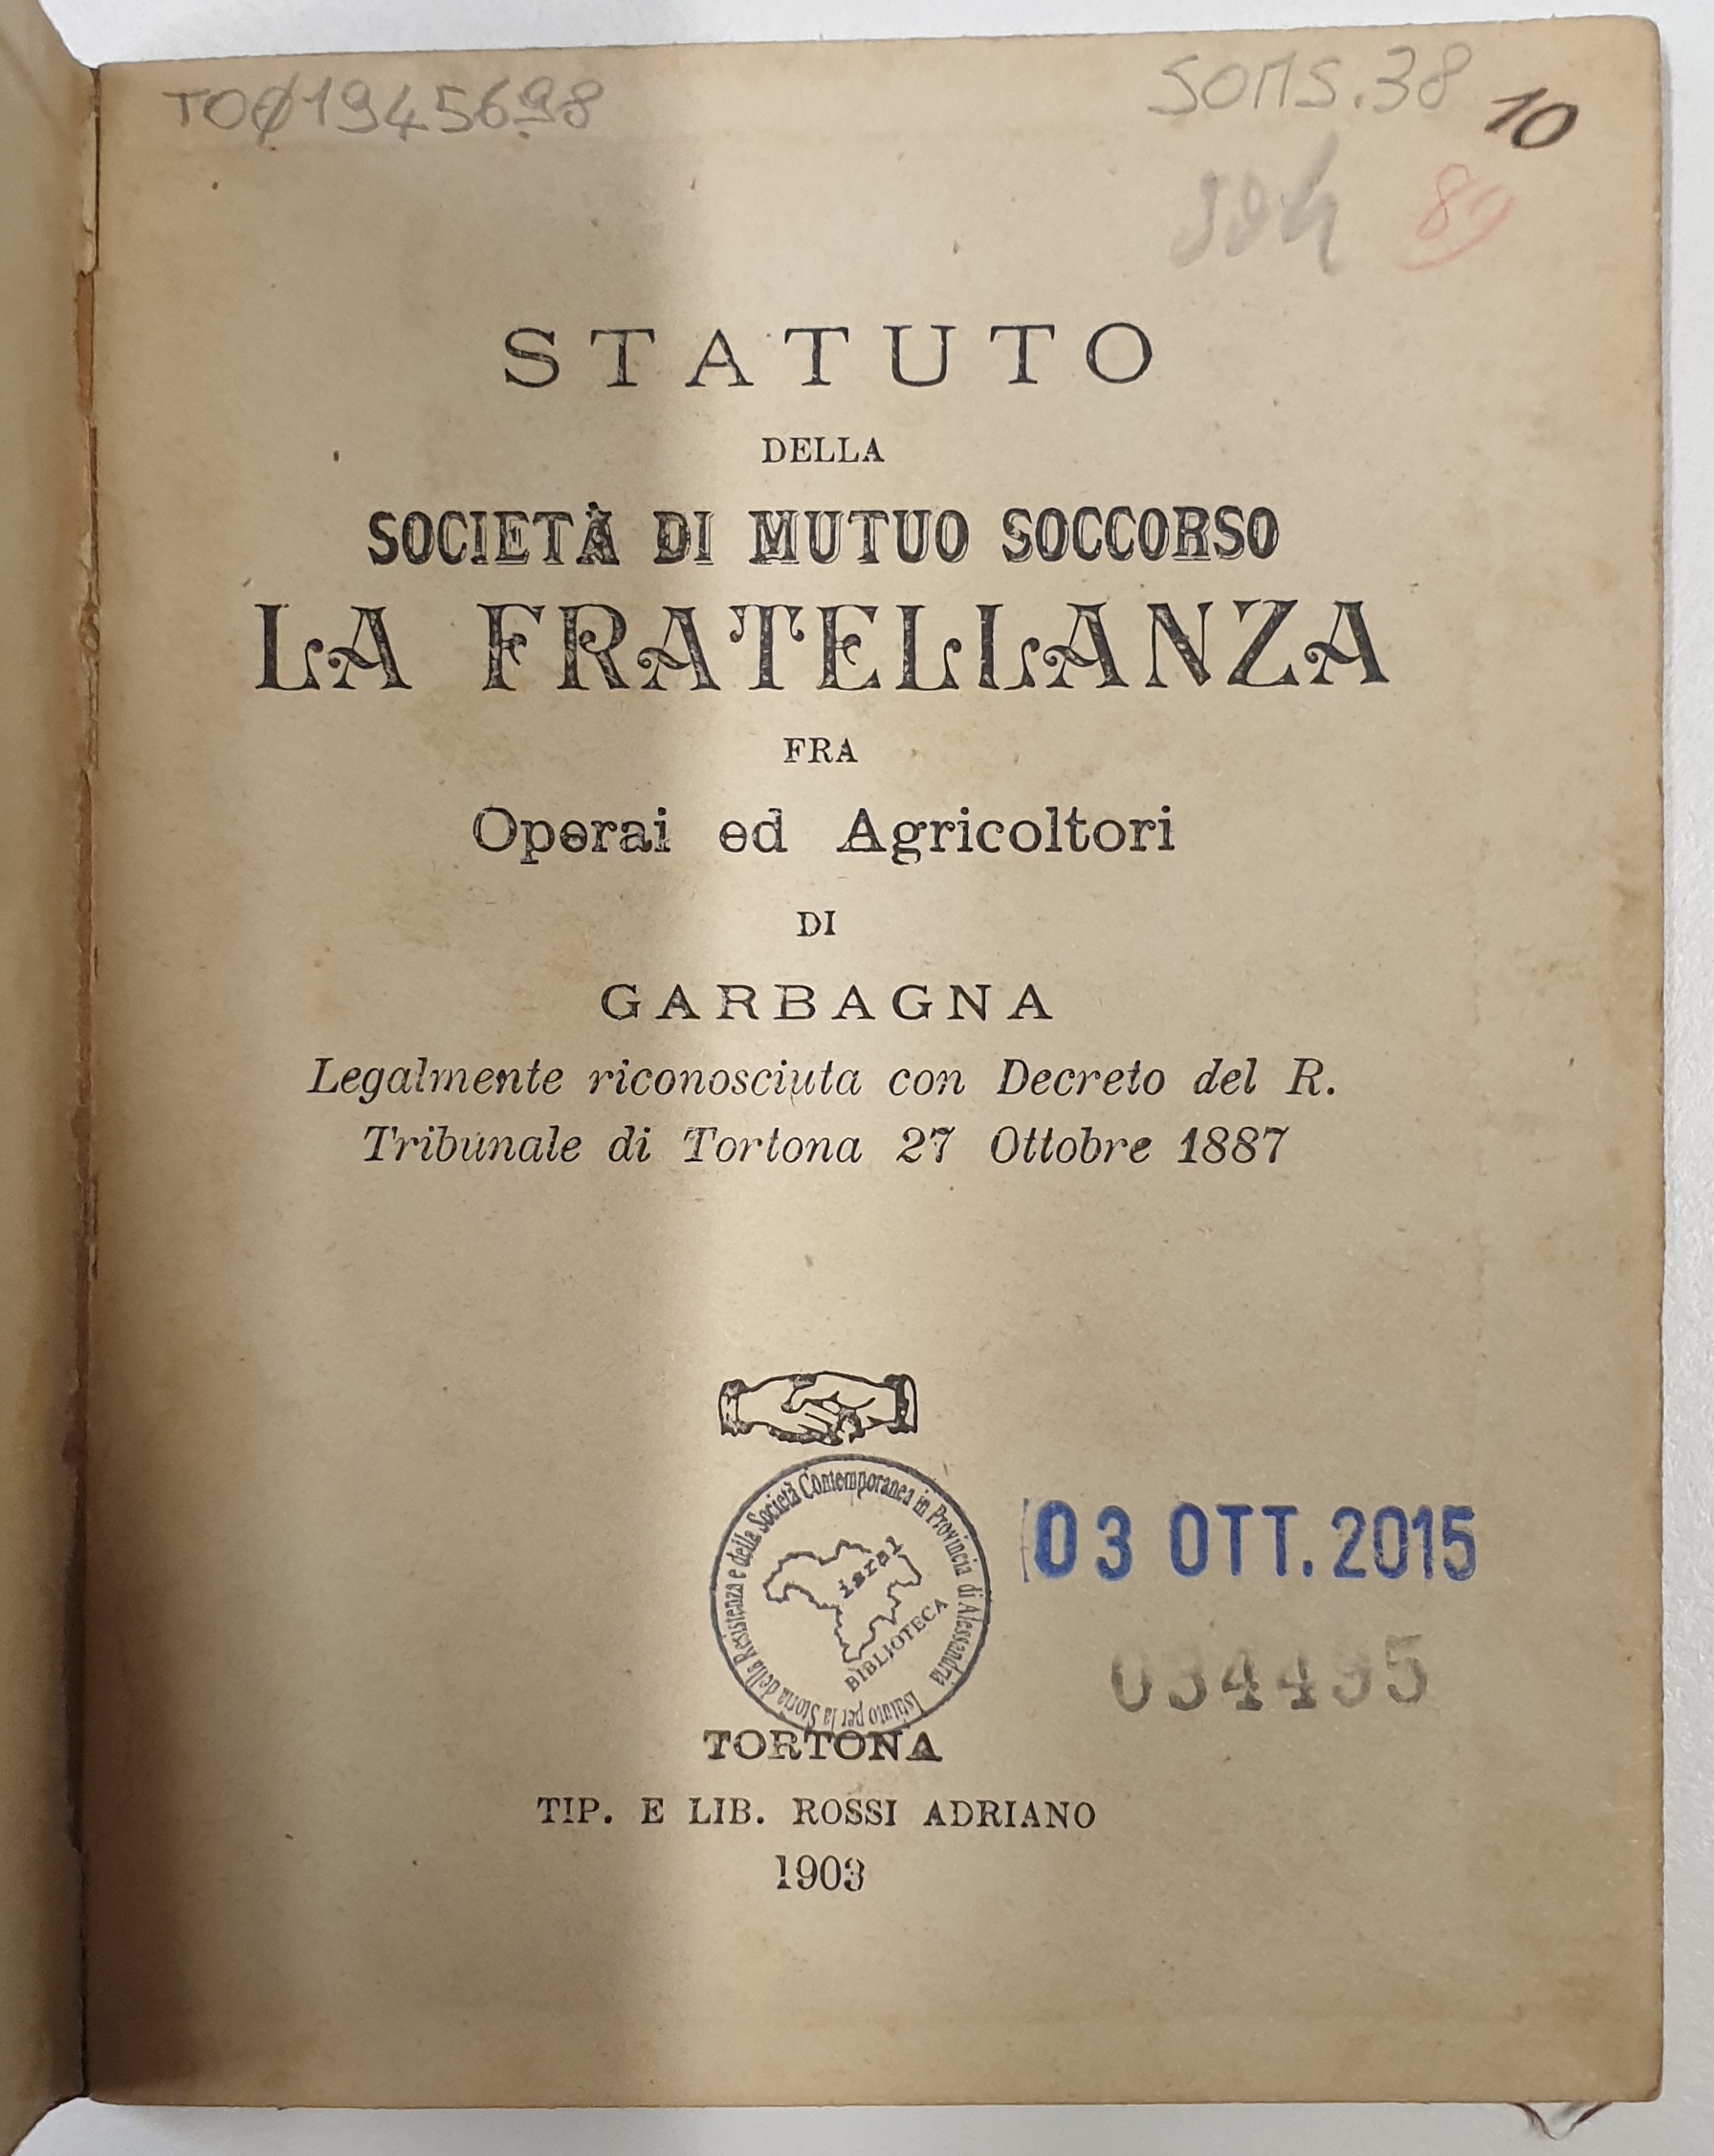 TOØ1945698
SOMS.38
10
89
STATUTO
DELLA
SOCIETÀ DI MUTUO SOCCORSO
LA FRATELLANZA
FRA
Operai ed Agricoltori
DI
GARBAGNA
Legalmente riconosciuta con Decreto del R.
Tribunale di Tortona 27 Ottobre 1887
Istituto per la Storia della Resistenza e della Società Contemporanea in Provincia di Alessandria
isral
BIBLIOTECA
03 OTT. 2015
034495
TORTONA
TIP. E LIB. ROSSI ADRIANO
1903